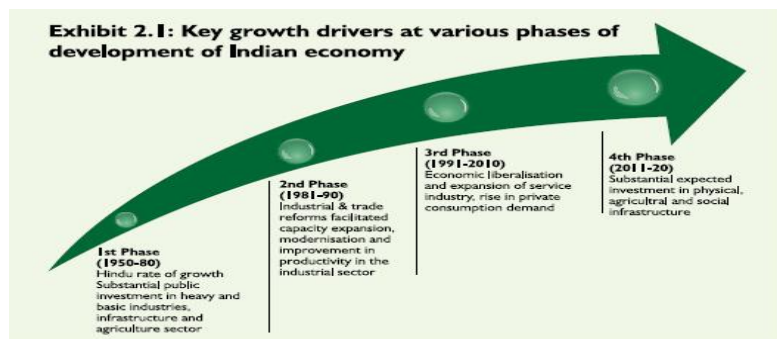 Exhibit 2.1: Key growth drivers at various phases of
development of Indian economy
1st Phase
(1950-80)
Hindu rate of growth
Substantial public
investment in heavy and
basic industries,
infrastructure and
agriculture sector
2nd Phase
(1981-90)
Industrial & trade
reforms facilitated
capacity expansion,
modernisation and
improvement in
productivity in the
industrial sector
3rd Phase
(1991-2010)
Economic liberalisation
and expansion of service
industry, rise in private
consumption demand
4th Phase
(2011-20)
Substantial expected
investment in physical,
agricultral and social
infrastructure